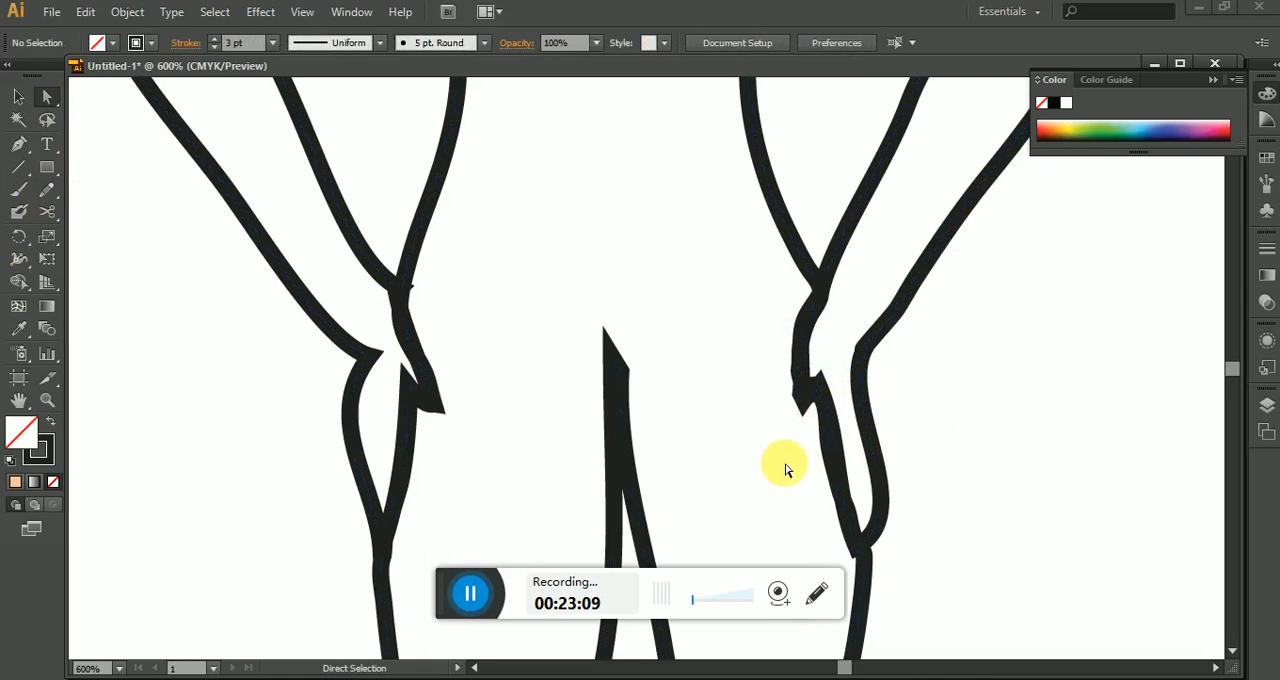 Ai File Edit Object Type Select Effect View Window Help Br Essentials
No Selection Stroke: 3 pt Uniform 5 pt. Round Opacity: 100% Style: Document Setup Preferences
Untitled-1* @ 600% (CMYK/Preview)
Color Color Guide
Recording...
00:23:09
600% 1 Direct Selection